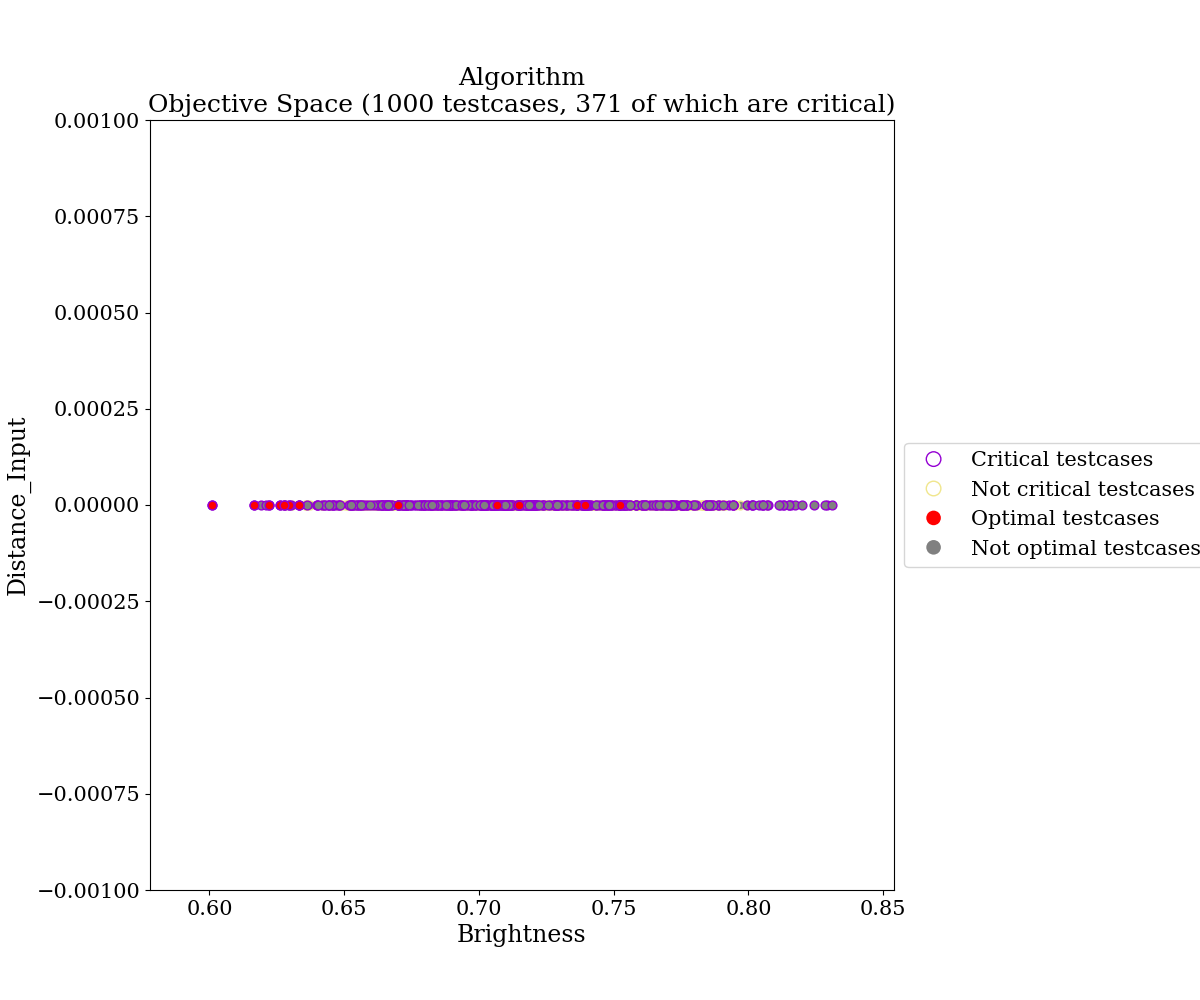 Algorithm
Objective Space (1000 testcases, 371 of which are critical)
0.00100
0.00075
0.00050
0.00025
0.00000
−0.00025
−0.00050
−0.00075
−0.00100
Distance_Input
0.60 0.65 0.70 0.75 0.80 0.85
Brightness
Critical testcases
Not critical testcases
Optimal testcases
Not optimal testcases